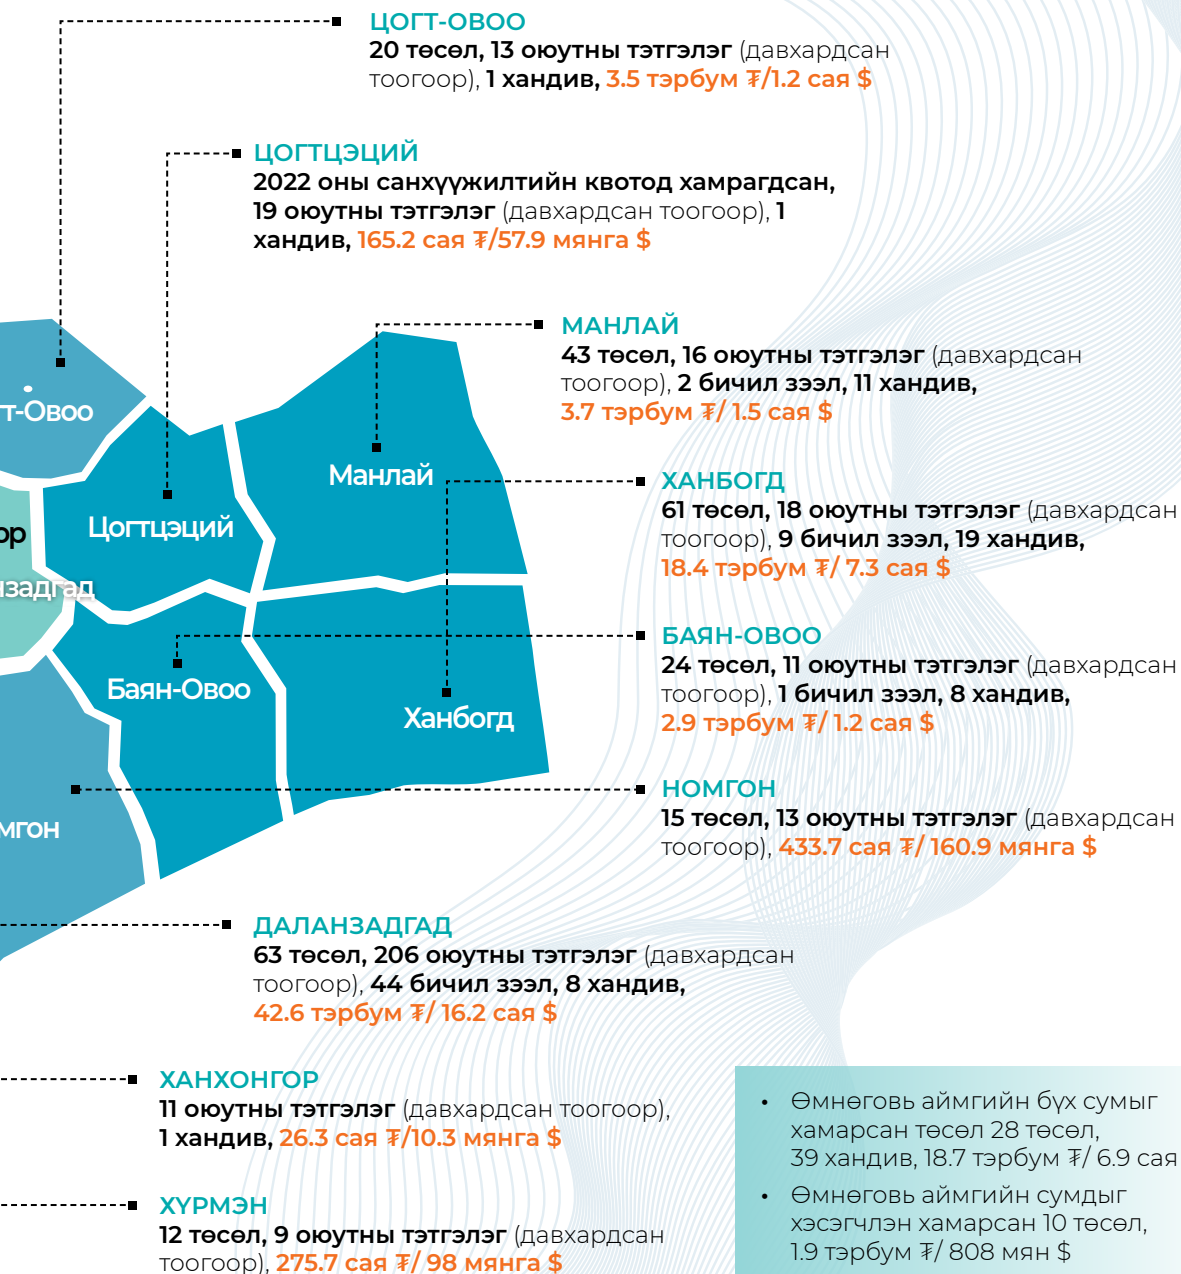 ЦОГТ-ОВОО
20 төсөл, 13 оюутны тэтгэлэг (давхардсан
тоогоор), 1 хандив, 3.5 тэрбум ₮/1.2 сая $
ЦОГТЦЭЦИЙ
2022 оны санхүүжилтийн квотод хамрагдсан,
19 оюутны тэтгэлэг (давхардсан тоогоор), 1
хандив, 165.2 сая ₮/57.9 мянга $
МАНЛАЙ
43 төсөл, 16 оюутны тэтгэлэг (давхардсан
тоогоор), 2 бичил зээл, 11 хандив,
3.7 тэрбум ₮/ 1.5 сая $
гт-Овоо
Манлай
Цогтцэций
ор
нзадгад
Баян-Овоо
Ханбогд
мгон
ХАНБОГД
61 төсөл, 18 оюутны тэтгэлэг (давхардсан
тоогоор), 9 бичил зээл, 19 хандив,
18.4 тэрбум ₮/ 7.3 сая $
БАЯН-ОВОО
24 төсөл, 11 оюутны тэтгэлэг (давхардсан
тоогоор), 1 бичил зээл, 8 хандив,
2.9 тэрбум ₮/ 1.2 сая $
НОМГОН
15 төсөл, 13 оюутны тэтгэлэг (давхардсан
тоогоор), 433.7 сая ₮/ 160.9 мянга $
ДАЛАНЗАДГАД
63 төсөл, 206 оюутны тэтгэлэг (давхардсан
тоогоор), 44 бичил зээл, 8 хандив,
42.6 тэрбум ₮/ 16.2 сая $
ХАНХОНГОР
11 оюутны тэтгэлэг (давхардсан тоогоор),
1 хандив, 26.3 сая ₮/10.3 мянга $
ХҮРМЭН
12 төсөл, 9 оюутны тэтгэлэг (давхардсан
тоогоор), 275.7 сая ₮/ 98 мянга $
• Өмнөговь аймгийн бүх сумыг
хамарсан төсөл 28 төсөл,
39 хандив, 18.7 тэрбум ₮/ 6.9 сая
• Өмнөговь аймгийн сумдыг
хэсэгчлэн хамарсан 10 төсөл,
1.9 тэрбум ₮/ 808 мян $